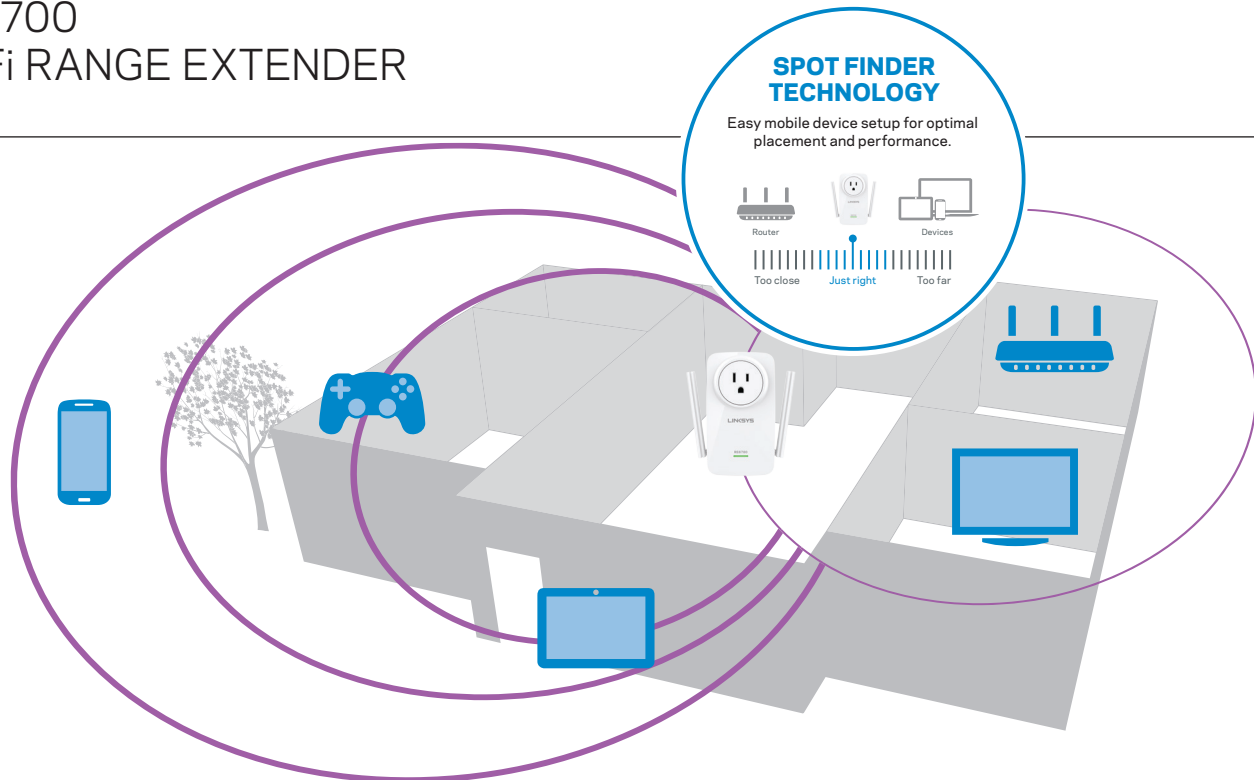 700
Fi RANGE EXTENDER
SPOT FINDER
TECHNOLOGY
Easy mobile device setup for optimal
placement and performance.
Router
Devices
Too close
Just right
Too far
LINKSYS